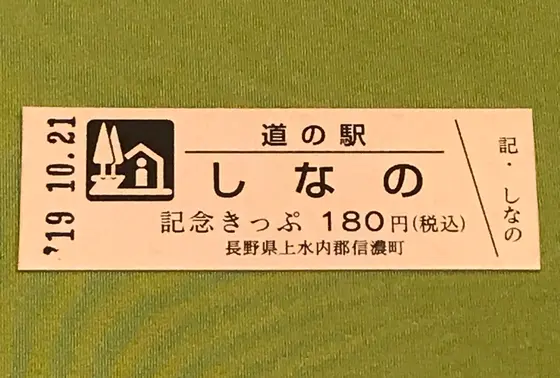 '19 10.21
道の駅
しなの
記念きっぷ 180円(税込)
長野県上水内郡信濃町
記・しなの